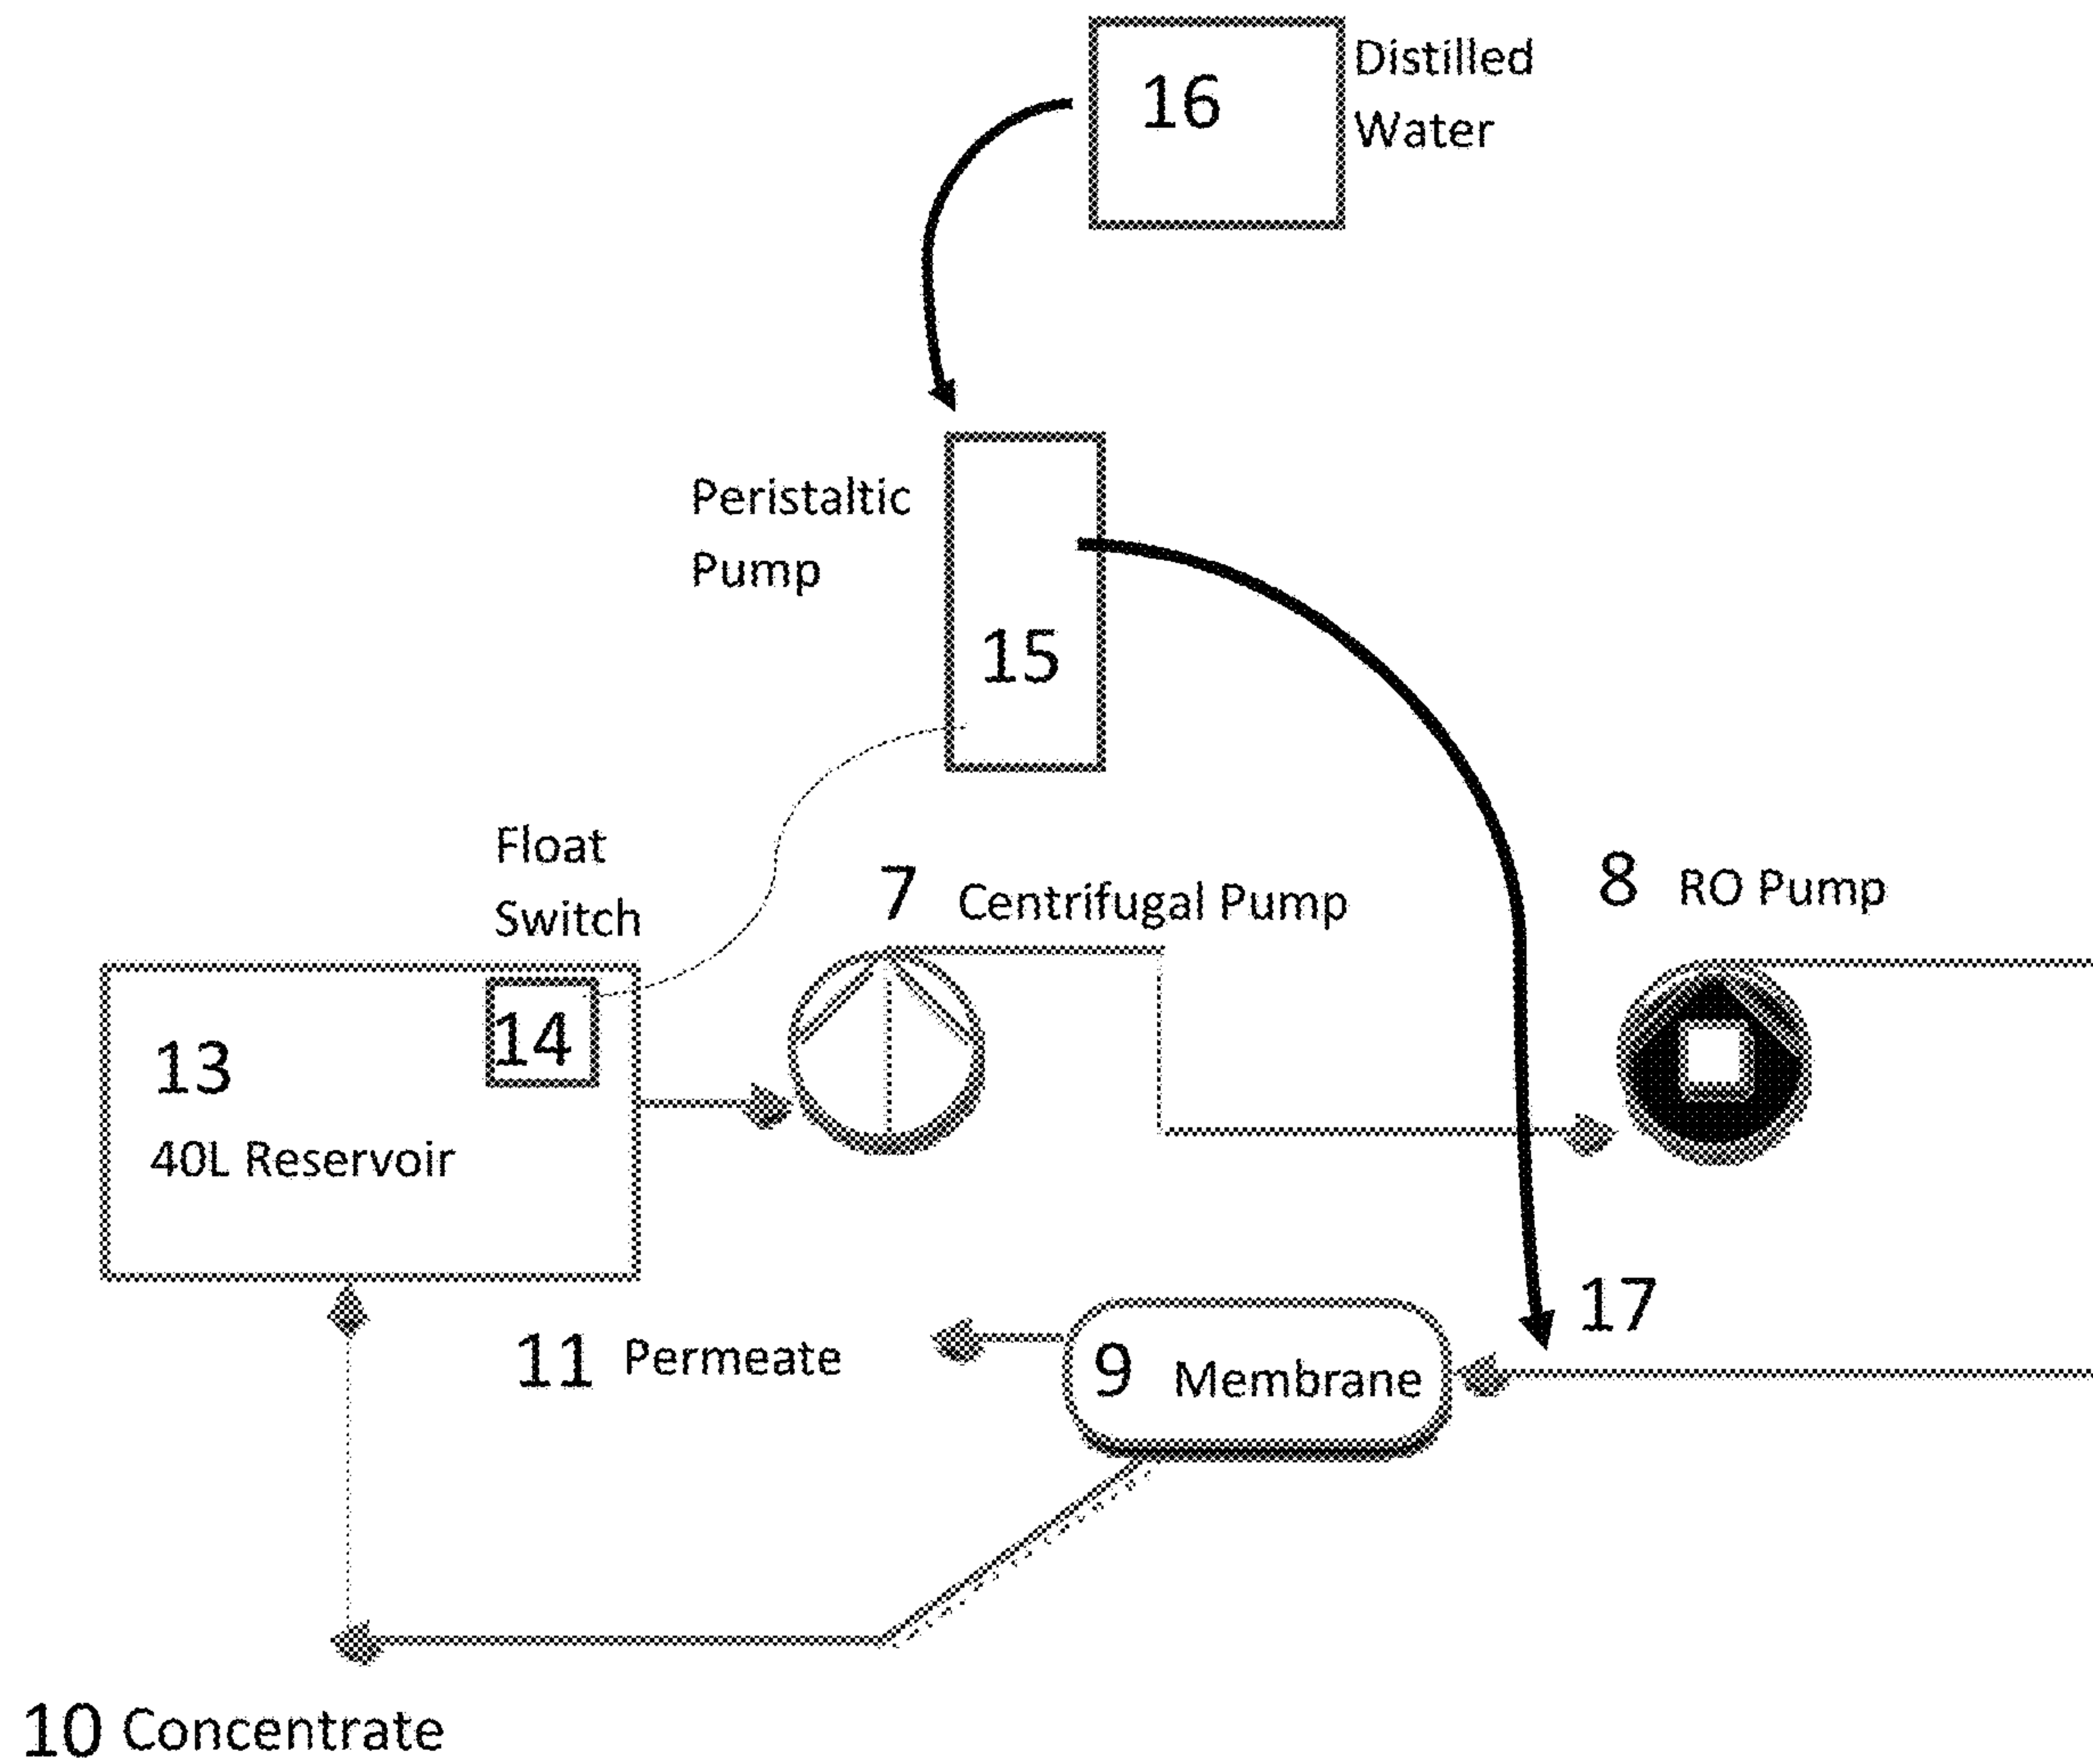 16
Distilled
Water
Peristaltic
Pump
15
Float
Switch
7 Centrifugal Pump
8 RO Pump
14
13
40L Reservoir
17
11 Permeate
9 Membrane
10 Concentrate